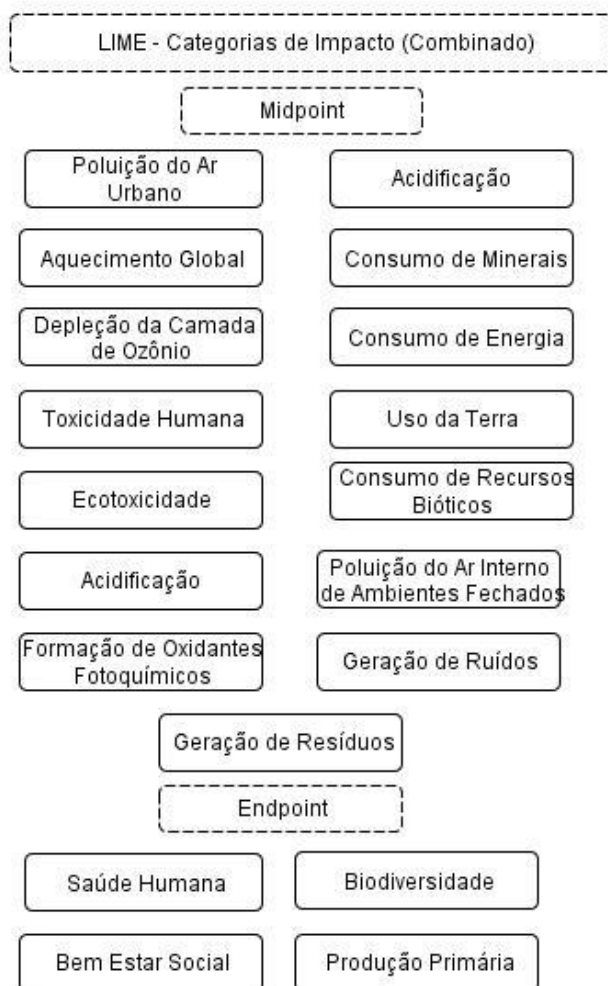 LIME - Categorias de Impacto (Combinado)
Midpoint
Poluição do Ar
Urbano
Acidificação
Aquecimento Global
Consumo de Minerais
Depleção da Camada
de Ozônio
Consumo de Energia
Toxicidade Humana
Uso da Terra
Ecotoxicidade
Consumo de Recursos
Bióticos
Acidificação
Poluição do Ar Interno
de Ambientes Fechados
Formação de Oxidantes
Fotoquímicos
Geração de Ruídos
Geração de Resíduos
Endpoint
Saúde Humana
Biodiversidade
Bem Estar Social
Produção Primária